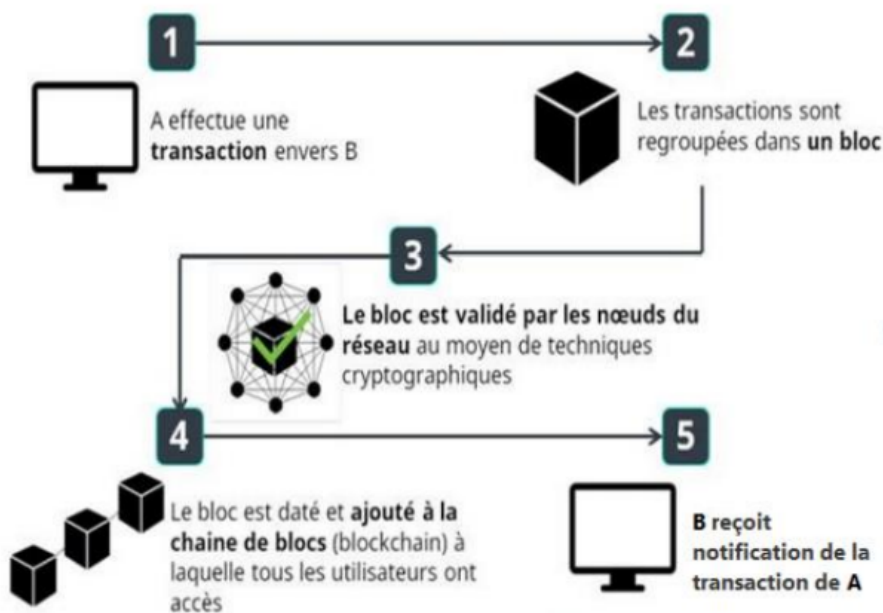 1
2
A effectue une
transaction envers B
Les transactions sont
regroupées dans un bloc
3
Le bloc est validé par les nœuds du
réseau au moyen de techniques
cryptographiques
4
5
Le bloc est daté et ajouté à la
chaine de blocs (blockchain) à
laquelle tous les utilisateurs ont
accès
B reçoit
notification de la
transaction de A